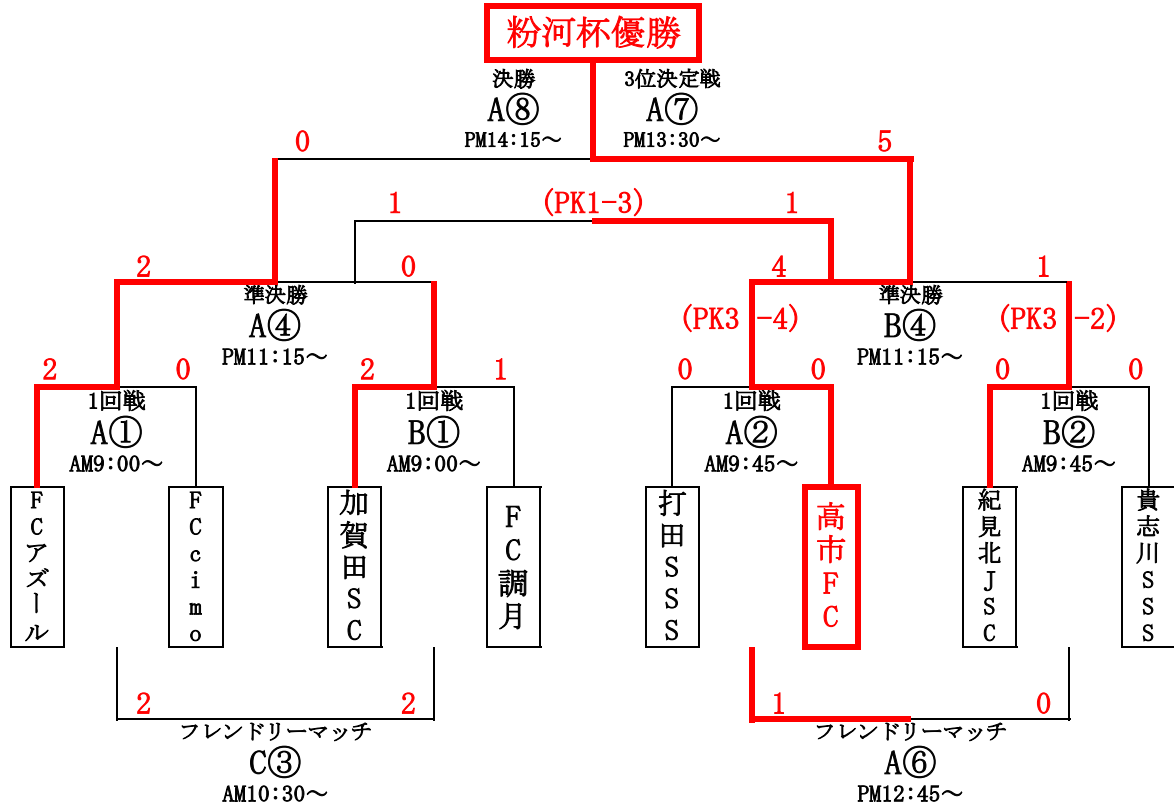 粉河杯優勝
決勝
A⑧
PM14:15～
3位決定戦
A⑦
PM13:30～
0
5
1
(PK1-3)
1
2
0
4
1
準決勝
A④
PM11:15～
準決勝
B④
PM11:15～
(PK3
-4)
(PK3
-2)
2
0
2
1
0
0
0
0
1回戦
A①
AM9:00～
1回戦
B①
AM9:00～
1回戦
A②
AM9:45～
1回戦
B②
AM9:45～
FCアズール
FCcimo
加賀田SC
FC調月
打田SSS
高市FC
紀見北JSC
貴志川SSS
2
2
フレンドリーマッチ
C③
AM10:30～
1
0
フレンドリーマッチ
A⑥
PM12:45～